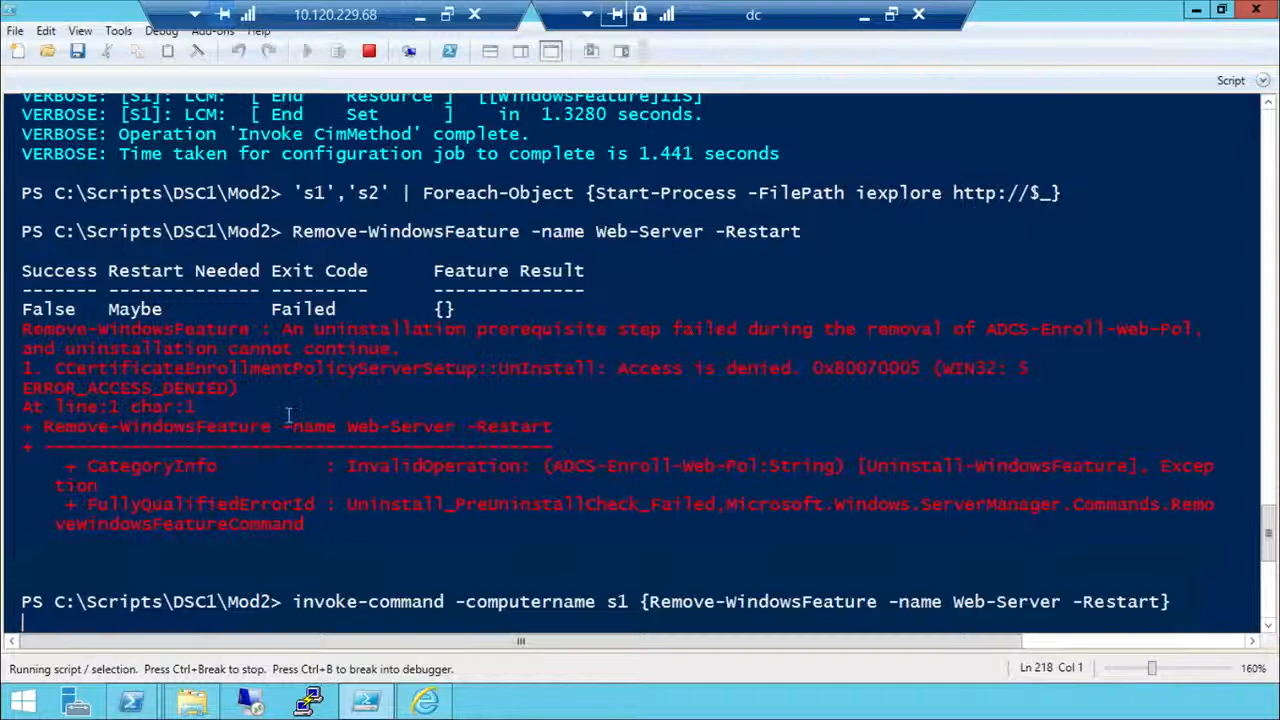 10.120.229.68
dc
File Edit View Tools Debug Add-ons Help
Script
VERBOSE: [S1]: LCM:  [ End    Resource ]  [[WindowsFeature]IIS]
VERBOSE: [S1]: LCM:  [ End    Set      ]    in  1.3280 seconds.
VERBOSE: Operation 'Invoke CimMethod' complete.
VERBOSE: Time taken for configuration job to complete is 1.441 seconds
PS C:\Scripts\DSC1\Mod2> 's1','s2' | Foreach-Object {Start-Process -FilePath iexplore http://$_}
PS C:\Scripts\DSC1\Mod2> Remove-WindowsFeature -name Web-Server -Restart
Success Restart Needed Exit Code      Feature Result
------- -------------- ---------      --------------
False   Maybe          Failed         {}
Remove-WindowsFeature : An uninstallation prerequisite step failed during the removal of ADCS-Enroll-Web-Pol,
and uninstallation cannot continue.
1. CCertificateEnrollmentPolicyServerSetup::UnInstall: Access is denied. 0x80070005 (WIN32: 5
ERROR_ACCESS_DENIED)
At line:1 char:1
+ Remove-WindowsFeature -name Web-Server -Restart
+ ~~~~~~~~~~~~~~~~~~~~~~~~~~~~~~~~~~~~~~~~~~~~~~~
    + CategoryInfo          : InvalidOperation: (ADCS-Enroll-Web-Pol:String) [Uninstall-WindowsFeature], Excep
   tion
    + FullyQualifiedErrorId : Uninstall_PreUninstallCheck_Failed,Microsoft.Windows.ServerManager.Commands.Remo
   veWindowsFeatureCommand
PS C:\Scripts\DSC1\Mod2> invoke-command -computername s1 {Remove-WindowsFeature -name Web-Server -Restart}
Running script / selection. Press Ctrl+Break to stop. Press Ctrl+B to break into debugger.
Ln 218 Col 1
160%